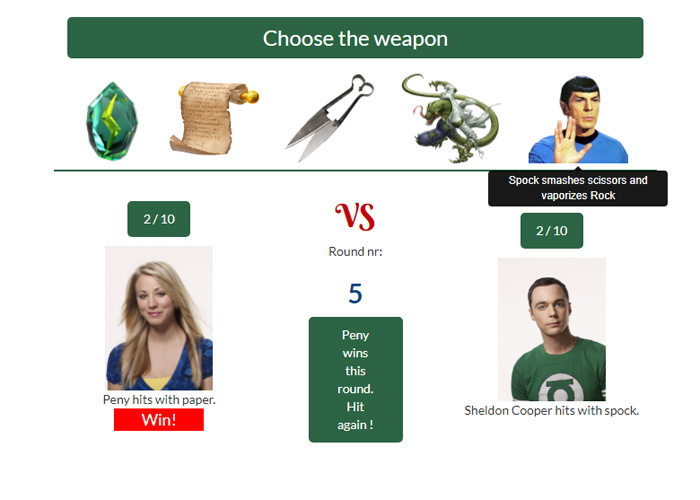 Choose the weapon
Spock smashes scissors and
vaporizes Rock
2 / 10
VS
2 / 10
Round nr:
5
Peny
wins
this
round.
Hit
again !
Peny hits with paper.
Win!
Sheldon Cooper hits with spock.